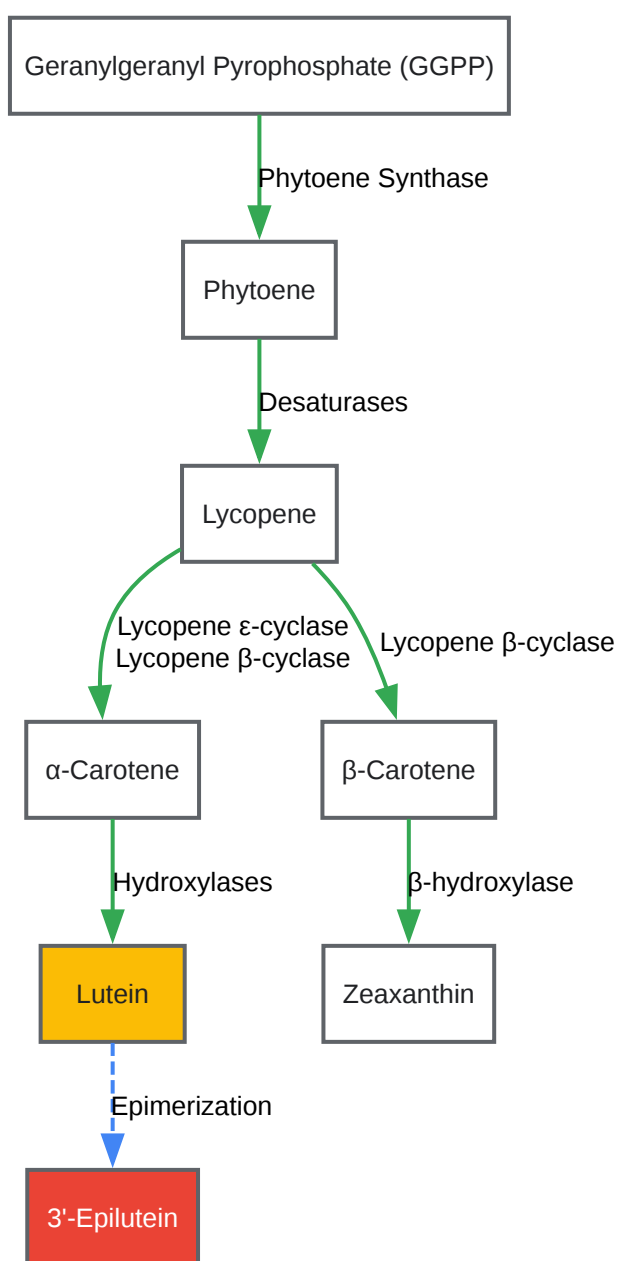 Geranylgeranyl Pyrophosphate (GGPP)
Phytoene Synthase
Phytoene
Desaturases
Lycopene
Lycopene ε-cyclase
Lycopene β-cyclase
Lycopene β-cyclase
α-Carotene
β-Carotene
Hydroxylases
β-hydroxylase
Lutein
Zeaxanthin
Epimerization
3'-Epilutein